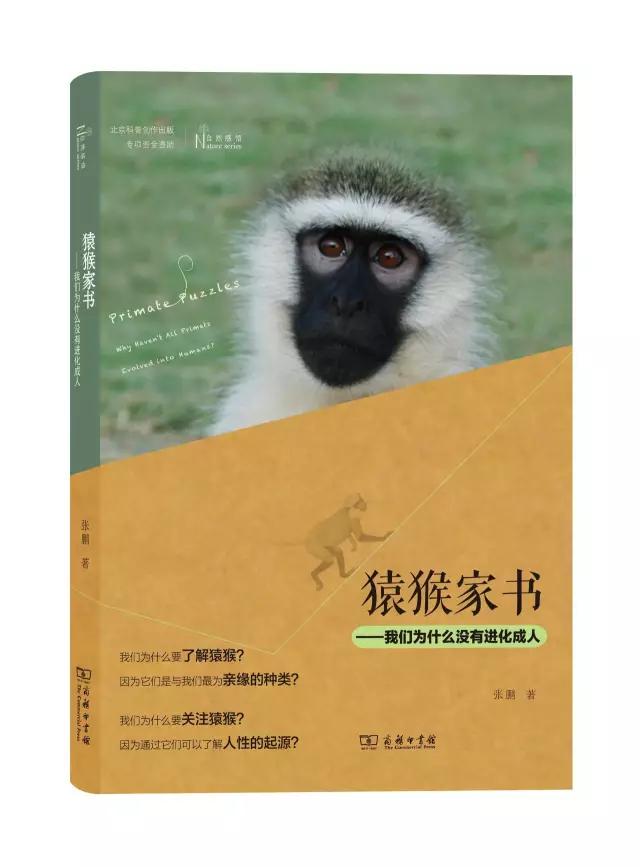 北京科普创作出版
专项资金资助
自然感悟
Nature series
Primate Puzzles
Why Haven't All Primats
Evolved into Humans?
猿猴家书
——我们为什么没有进化成人
张鹏 著
我们为什么要了解猿猴?
因为它们是与我们最为亲缘的种类?
我们为什么要关注猿猴?
因为通过它们可以了解人性的起源?
商务印书馆
The Commercial Press
猿猴家书
——我们为什么没有进化成人
张鹏 著
商务印书馆
The Commercial Press